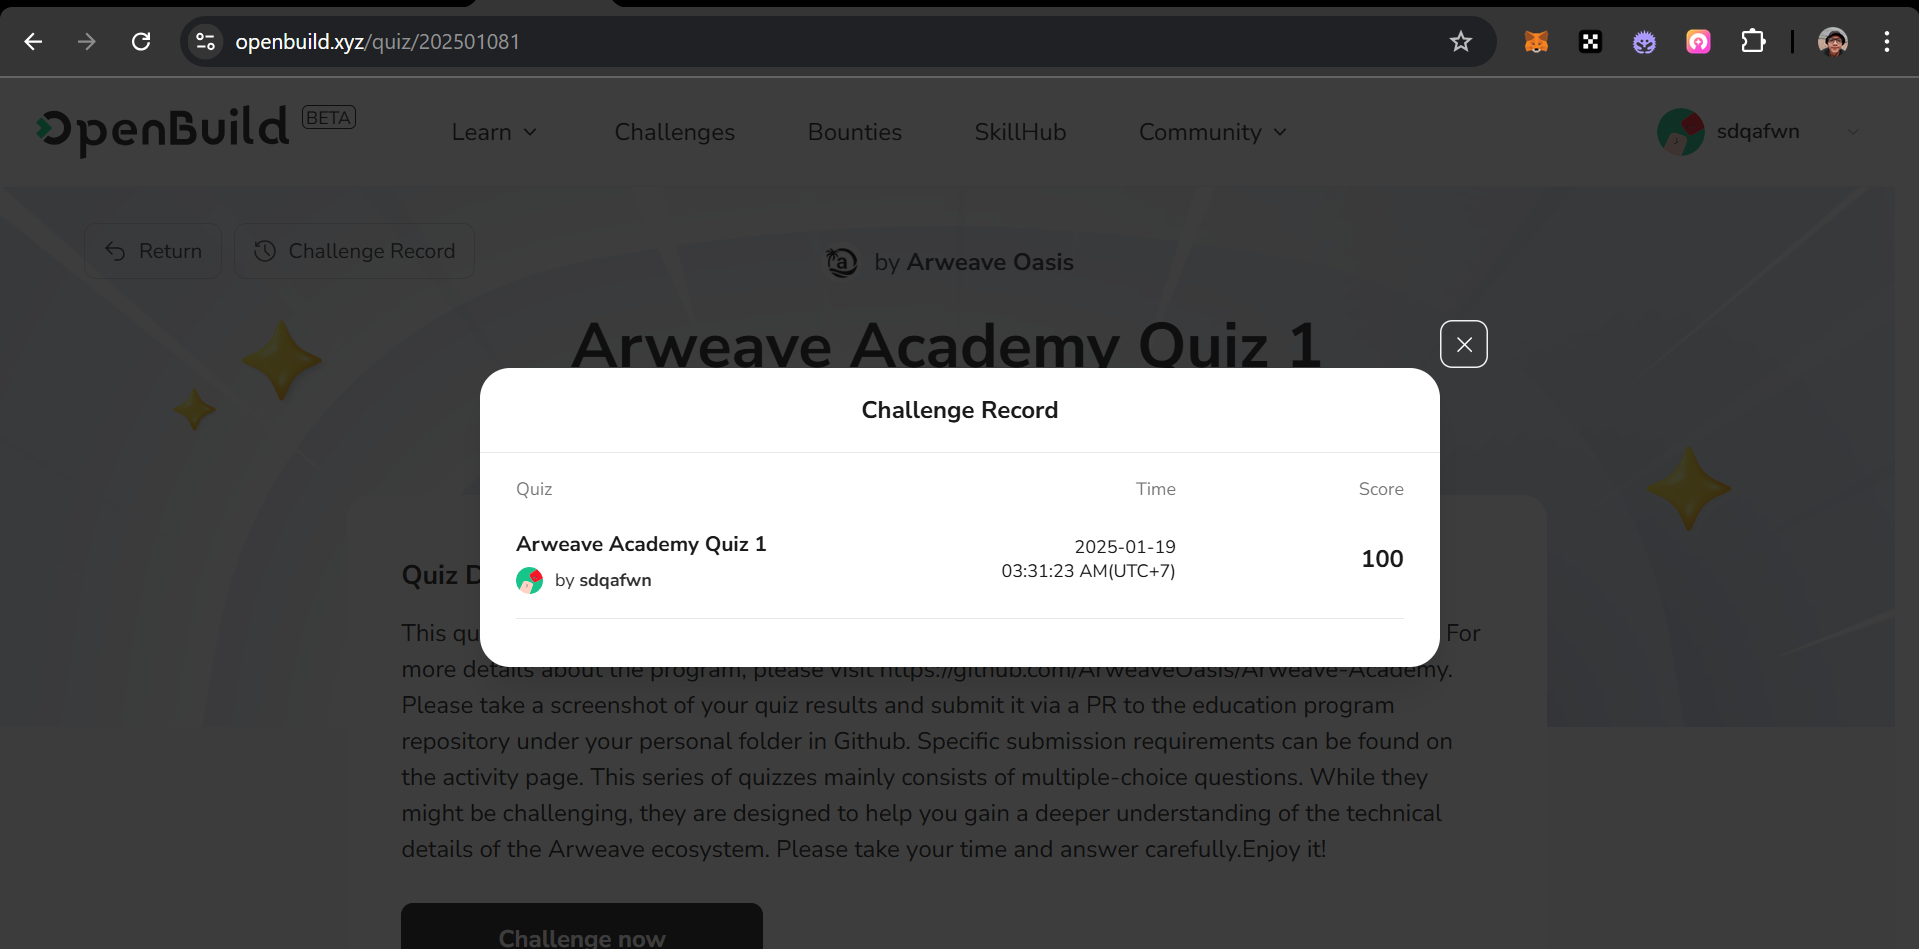 openbuild.xyz/quiz/202501081
OpenBuild BETA
Learn
Challenges
Bounties
SkillHub
Community
sdqafwn
Return
Challenge Record
by Arweave Oasis
Arweave Academy Quiz 1
Challenge Record
Quiz Time Score
Arweave Academy Quiz 1
by sdqafwn
2025-01-19
03:31:23 AM(UTC+7)
100
Quiz D
This qu For
more details about the program, please visit https://github.com/ArweaveOasis/Arweave-Academy.
Please take a screenshot of your quiz results and submit it via a PR to the education program
repository under your personal folder in Github. Specific submission requirements can be found on
the activity page. This series of quizzes mainly consists of multiple-choice questions. While they
might be challenging, they are designed to help you gain a deeper understanding of the technical
details of the Arweave ecosystem. Please take your time and answer carefully.Enjoy it!
Challenge now